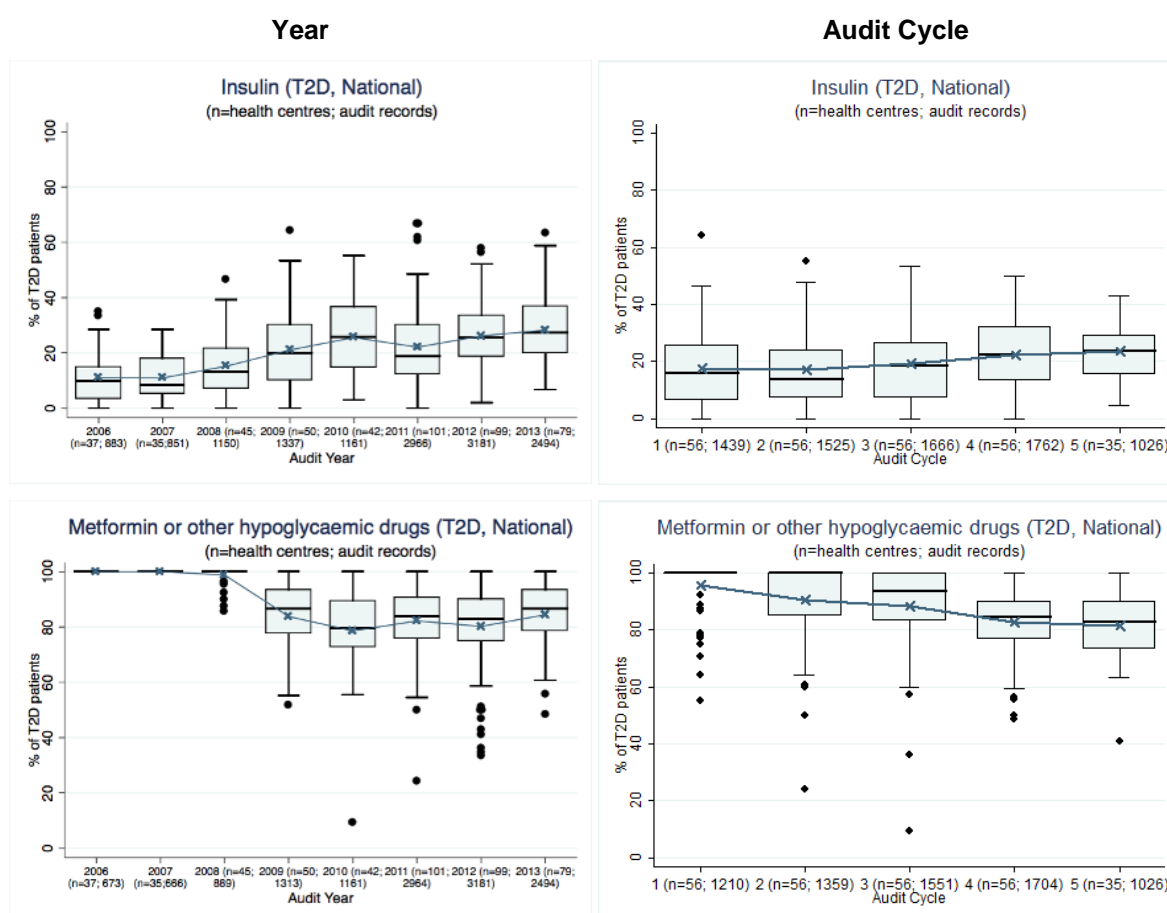 Year
Audit Cycle
Insulin (T2D, National)
(n=health centres; audit records)
% of T2D patients
100
80
60
40
20
0
2006 2007 2008 (n=45; 2009 (n=50; 2010 (n=42; 2011 (n=101; 2012 (n=99; 2013 (n=79;
(n=37; 883) (n=35;851) 1150) 1337) 1161) 2966) 3181) 2494)
Audit Year
Insulin (T2D, National)
(n=health centres; audit records)
% of T2D patients
100
80
60
40
20
0
1 (n=56; 1439) 2 (n=56; 1525) 3 (n=56; 1666) 4 (n=56; 1762) 5 (n=35; 1026)
Audit Cycle
Metformin or other hypoglycaemic drugs (T2D, National)
(n=health centres; audit records)
% of T2D patients
100
80
60
40
20
0
2006 2007 2008 (n=45; 2009 (n=50; 2010 (n=42; 2011 (n=101; 2012 (n=99; 2013 (n=79;
(n=37; 673) (n=35;666) 889) 1313) 1161) 2964) 3181) 2494)
Audit Year
Metformin or other hypoglycaemic drugs (T2D, National)
(n=health centres; audit records)
% of T2D patients
100
80
60
40
20
0
1 (n=56; 1210) 2 (n=56; 1359) 3 (n=56; 1551) 4 (n=56; 1704) 5 (n=35; 1026)
Audit Cycle